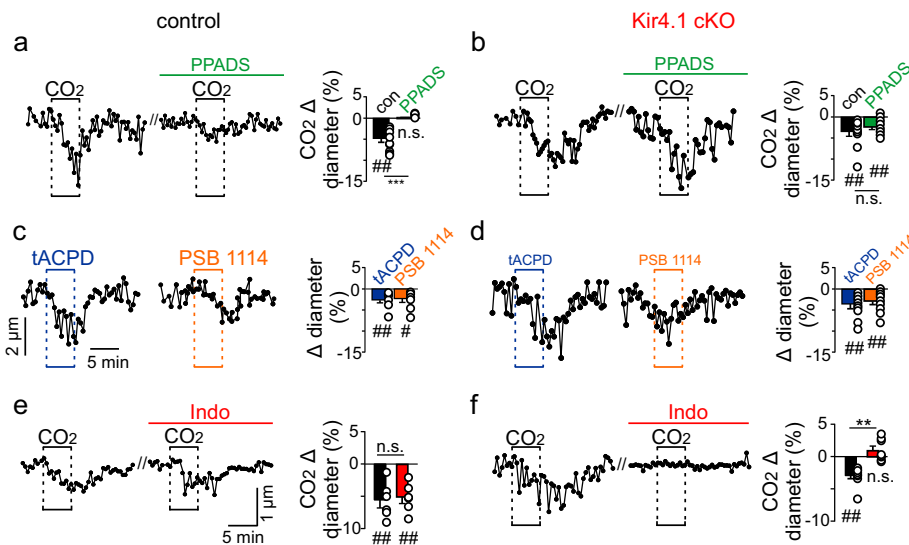 control
Kir4.1 cKO
a
PPADS
CO2
CO2
//
CO2 Δ
diameter (%)
5
0
-15
con
PPADS
n.s.
##
***
b
PPADS
CO2
CO2
//
CO2 Δ
diameter (%)
5
0
-15
con
PPADS
##
##
n.s.
c
tACPD
PSB 1114
2 µm
5 min
Δ diameter
(%)
5
0
-15
tACPD
PSB 1114
##
#
d
tACPD
PSB 1114
Δ diameter
(%)
5
0
-15
tACPD
PSB 1114
##
##
e
Indo
CO2
CO2
//
5 min
1 µm
CO2 Δ
diameter (%)
0
10
n.s.
##
##
f
Indo
CO2
CO2
//
CO2 Δ
diameter (%)
5
0
-10
**
n.s.
##